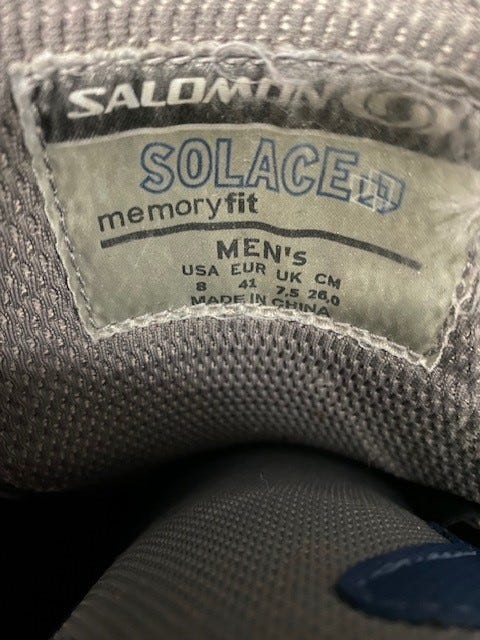 SALOMON
SOLACE
memoryfit
MEN's
USA EUR UK CM
8 41 7,5 26,0
MADE IN CHINA